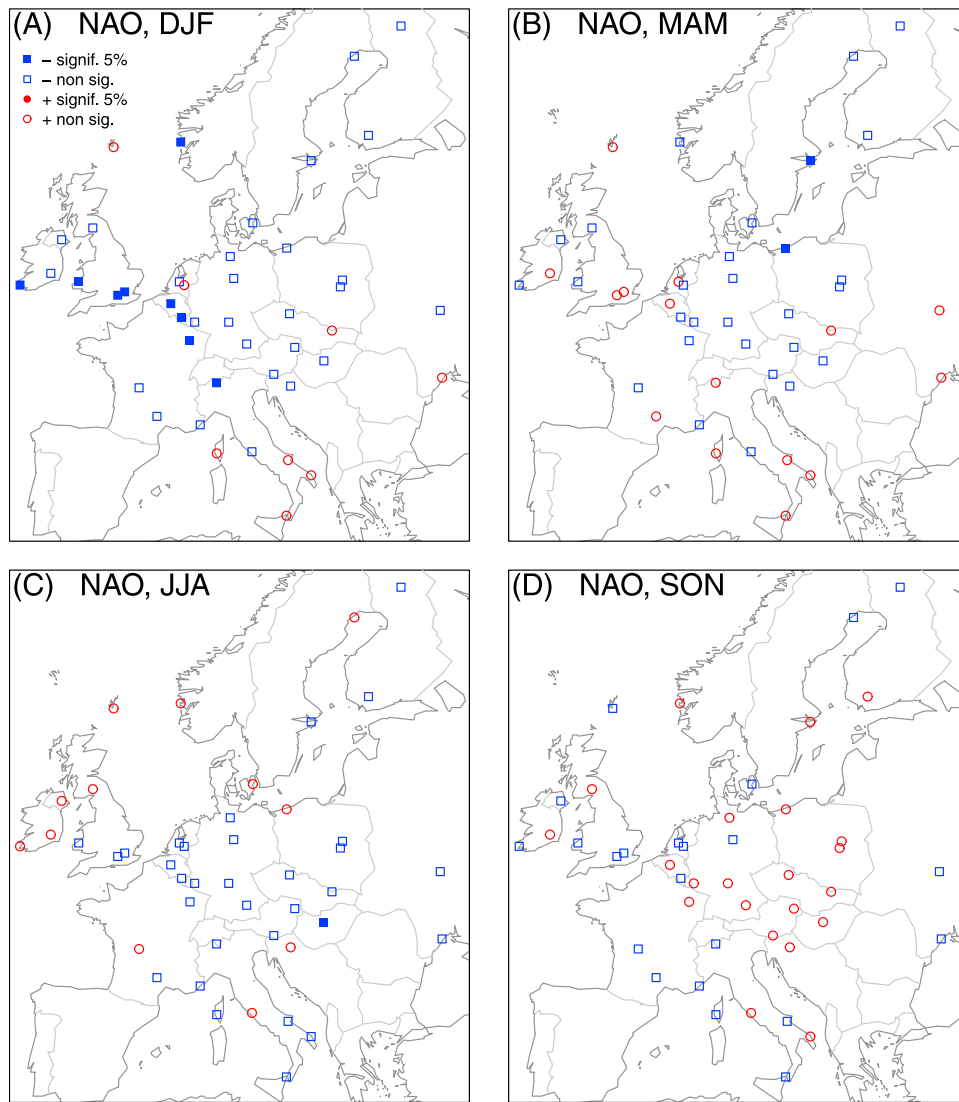 (A) NAO, DJF
– signif. 5%
– non sig.
+ signif. 5%
+ non sig.
(B) NAO, MAM
(C) NAO, JJA
(D) NAO, SON